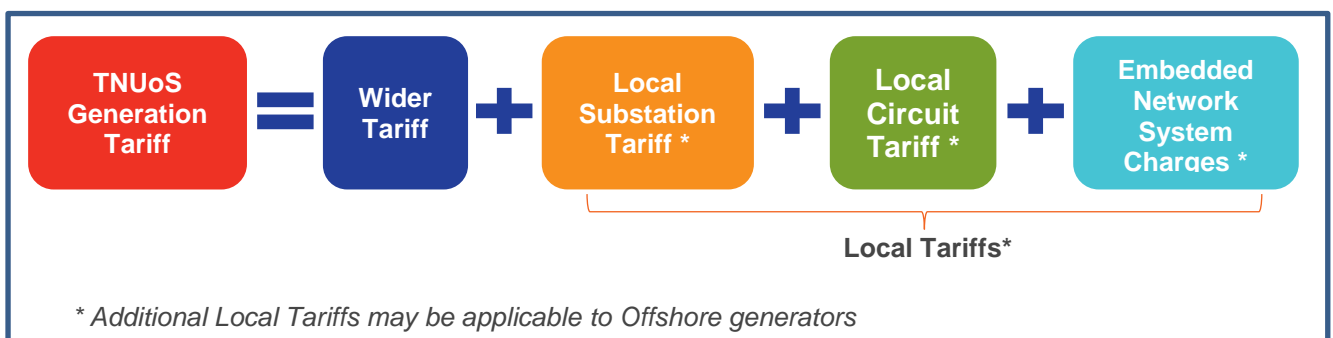 TNUoS
Generation
Tariff
Wider
Tariff
Local
Substation
Tariff *
Local
Circuit
Tariff *
Embedded
Network
System
Charges *
Local Tariffs*
* Additional Local Tariffs may be applicable to Offshore generators